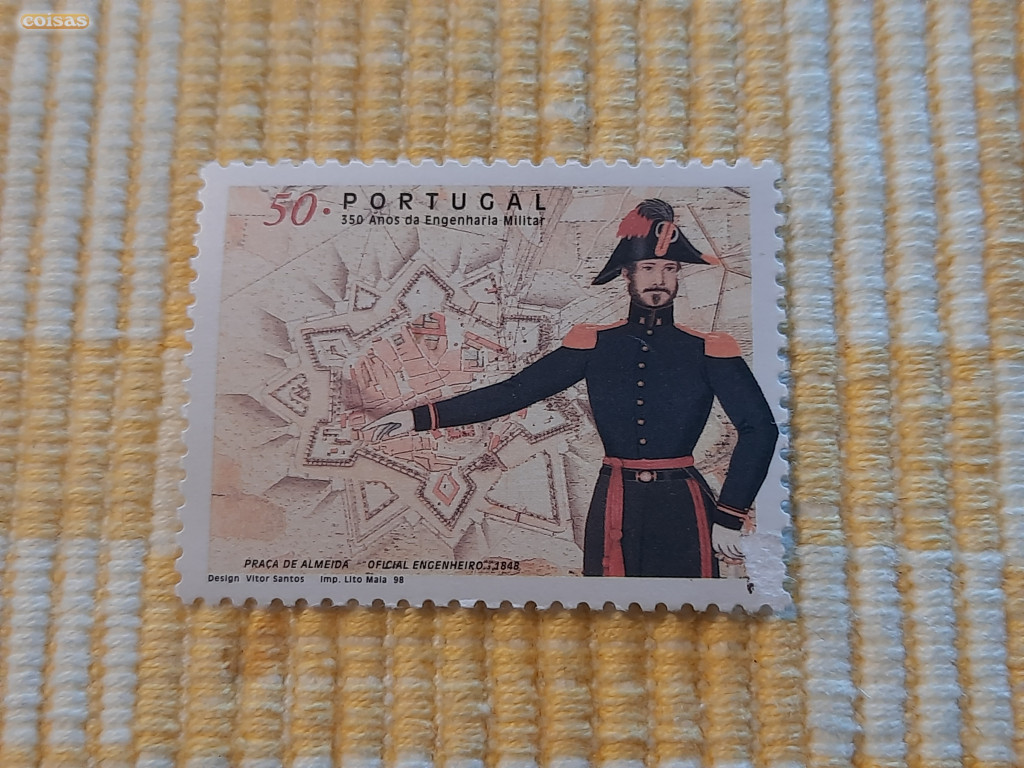 coisas
50. PORTUGAL
350 Anos da Engenharia Militar
PRAÇA DE ALMEIDA OFICIAL ENGENHEIRO - 1848
Design Vitor Santos Imp. Lito Maia 98